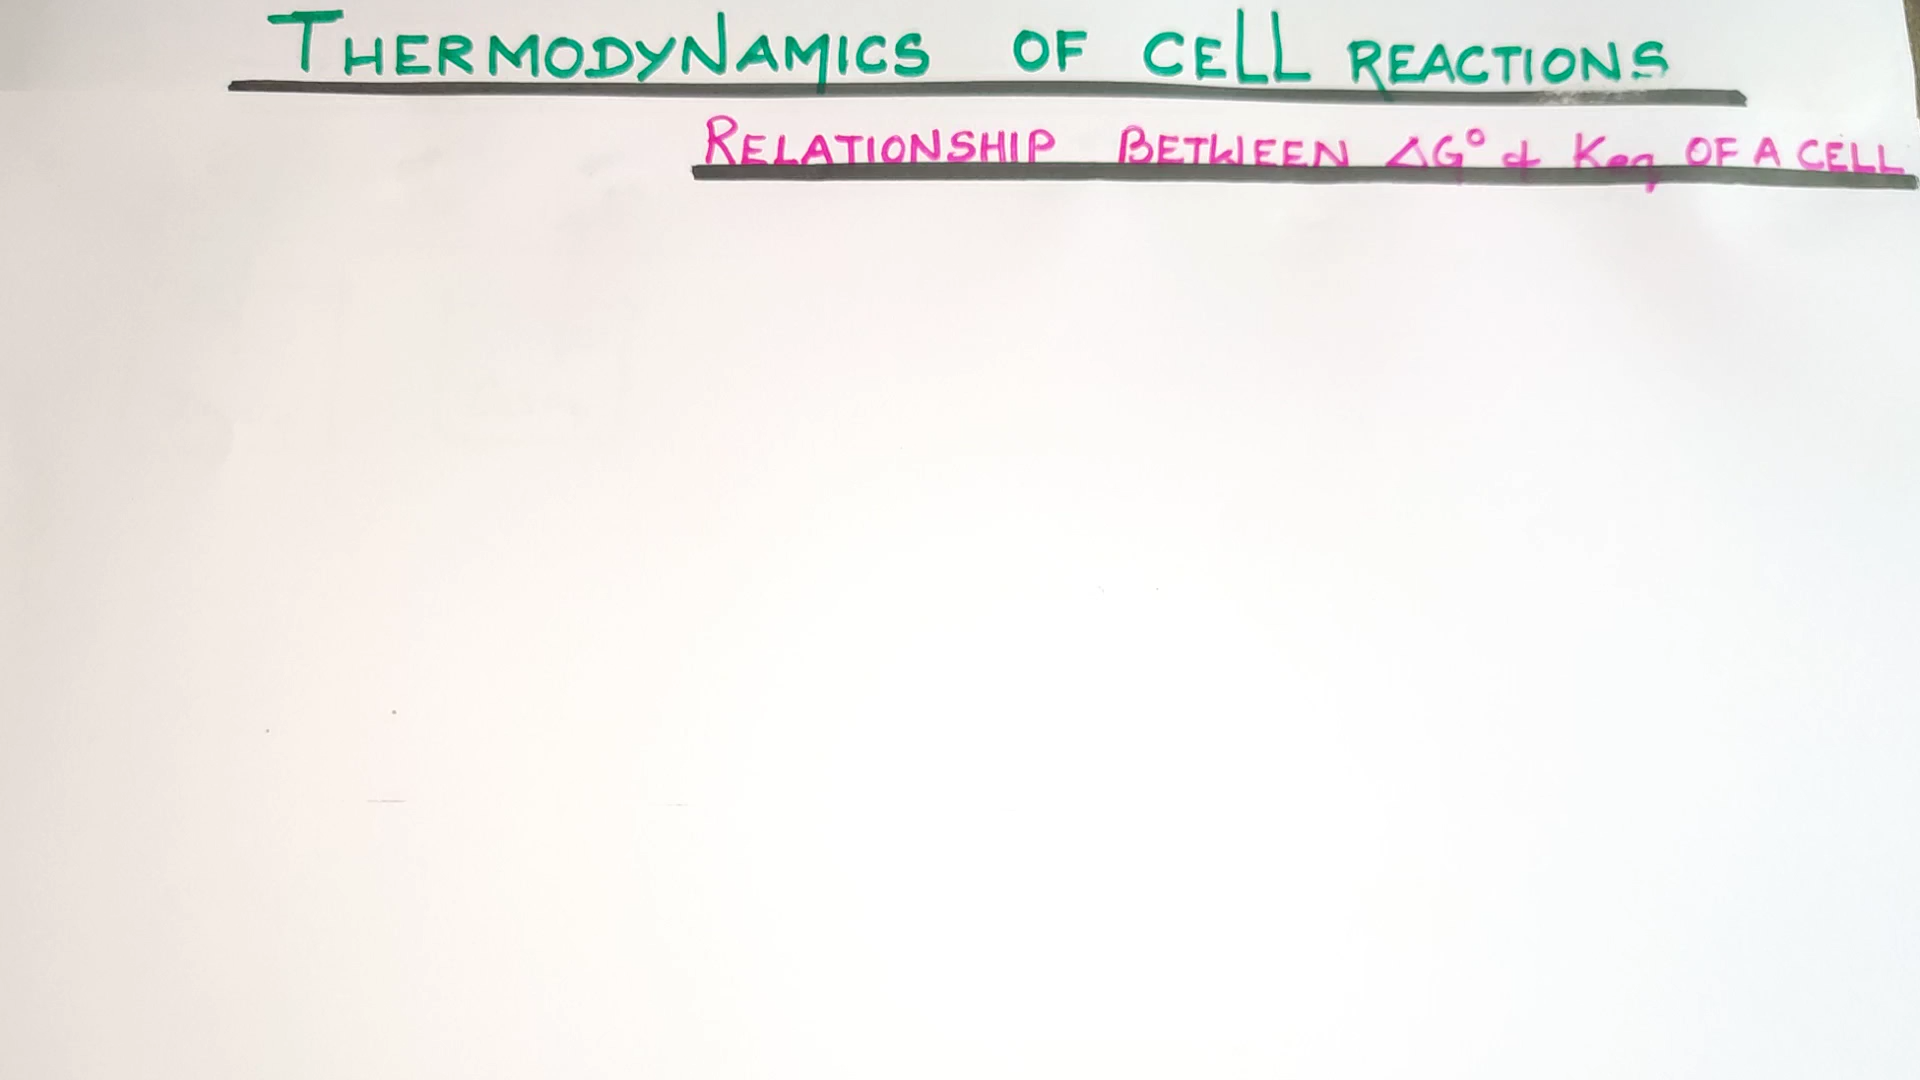 THERMODYNAMICS OF CELL REACTIONS
RELATIONSHIP BETWEEN ΔG° & Keq OF A CELL